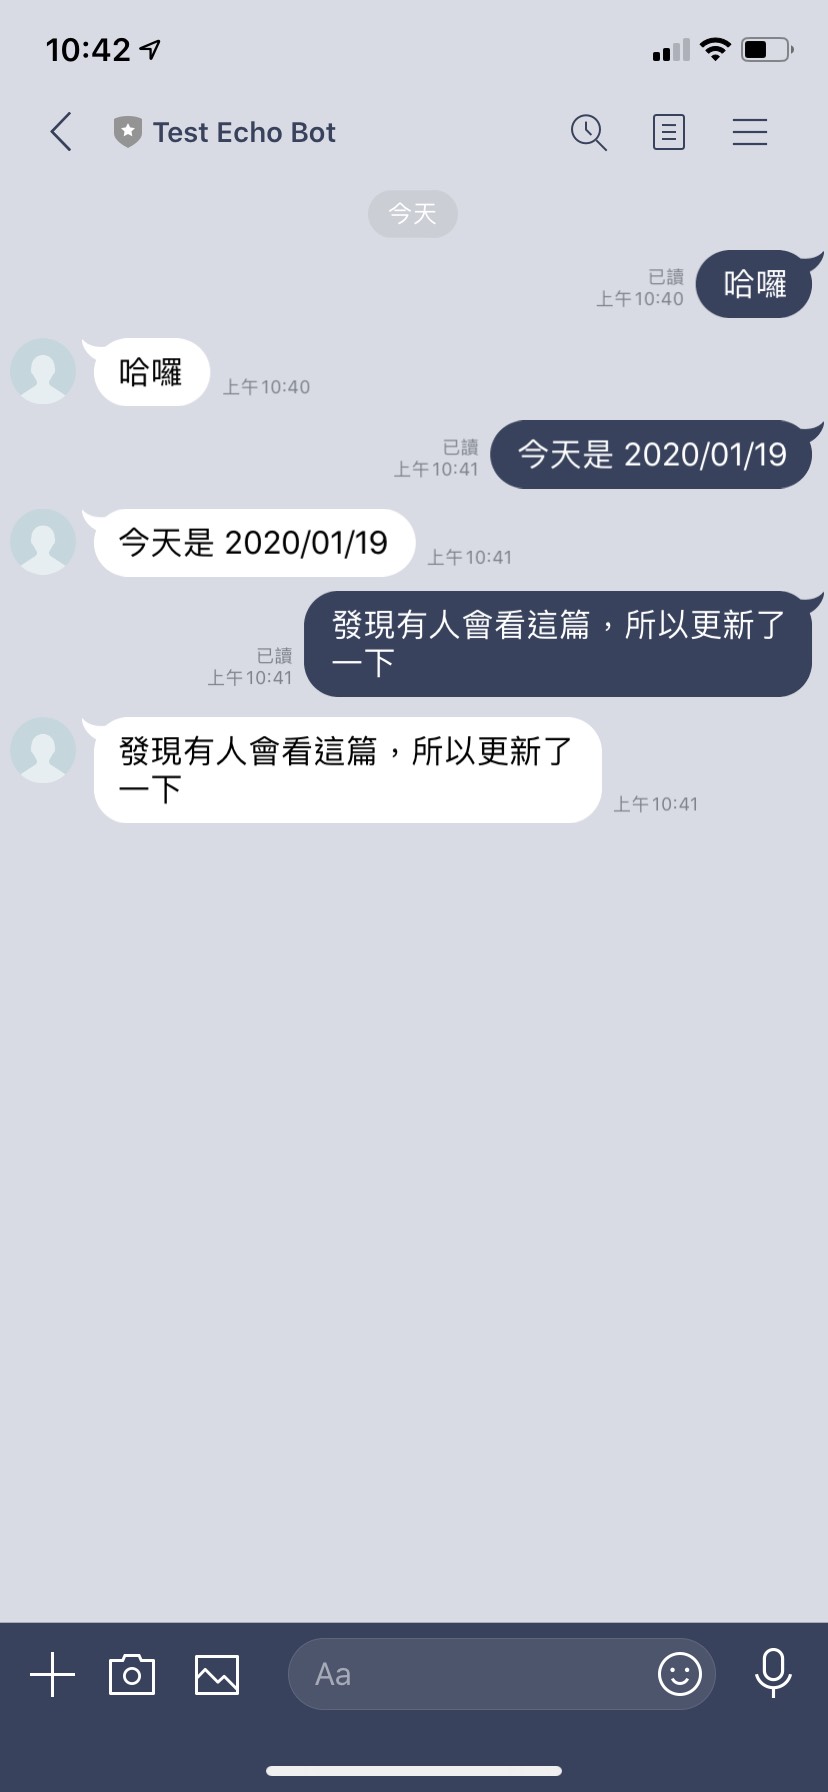 10:42
Test Echo Bot
今天
已讀
上午10:40
哈囉
哈囉
上午10:40
已讀
上午10:41
今天是 2020/01/19
今天是 2020/01/19
上午10:41
發現有人會看這篇，所以更新了
一下
已讀
上午10:41
發現有人會看這篇，所以更新了
一下
上午10:41
Aa